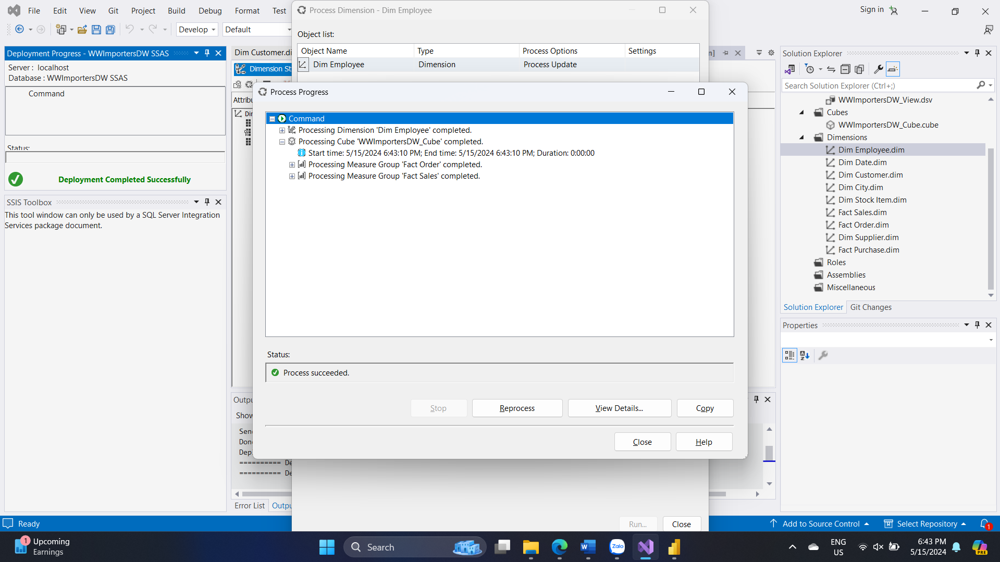 File Edit View Git Project Build Debug Format Test
Process Dimension - Dim Employee
Sign in
Develop Default
Object list:
Deployment Progress - WWImportersDW SSAS
Server : localhost
Database : WWImportersDW SSAS
Command
Status:
Deployment Completed Successfully
SSIS Toolbox
This tool window can only be used by a SQL Server Integration
Services package document.
Dim Customer.di
Dimension St
Attribu
Dir
Object Name Type Process Options Settings
Dim Employee Dimension Process Update
Process Progress
Command
Processing Dimension 'Dim Employee' completed.
Processing Cube 'WWImportersDW_Cube' completed.
Start time: 5/15/2024 6:43:10 PM; End time: 5/15/2024 6:43:10 PM; Duration: 0:00:00
Processing Measure Group 'Fact Order' completed.
Processing Measure Group 'Fact Sales' completed.
Status:
Process succeeded.
Stop Reprocess View Details... Copy
Close Help
Outpu
Show
Sen
Don
Dep
========== De
========== De
Error List Outpu
Run... Close
Solution Explorer
Search Solution Explorer (Ctrl+;)
WWImportersDW_View.dsv
Cubes
WWImportersDW_Cube.cube
Dimensions
Dim Employee.dim
Dim Date.dim
Dim Customer.dim
Dim City.dim
Dim Stock Item.dim
Fact Sales.dim
Fact Order.dim
Dim Supplier.dim
Fact Purchase.dim
Roles
Assemblies
Miscellaneous
Solution Explorer Git Changes
Properties
Ready
Add to Source Control Select Repository 1
1 Upcoming
Earnings
Search
Zalo
ENG
US
6:43 PM
5/15/2024
PRE